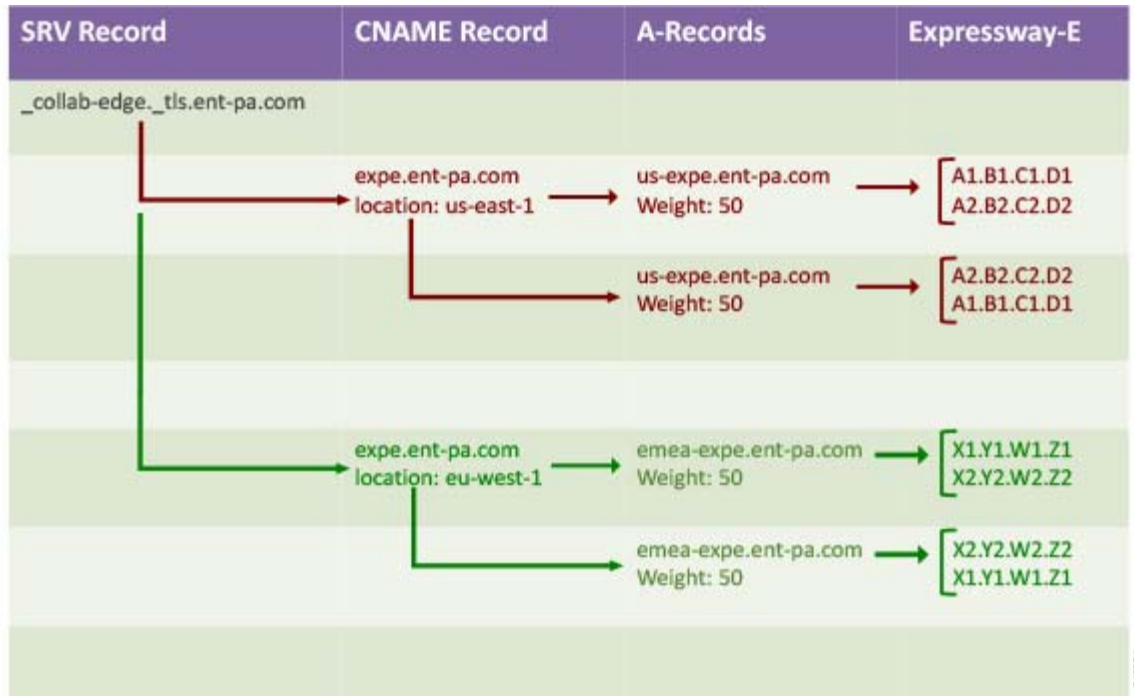 SRV Record CNAME Record A-Records Expressway-E
_collab-edge._tls.ent-pa.com
expe.ent-pa.com us-expe.ent-pa.com A1.B1.C1.D1
location: us-east-1 Weight: 50 A2.B2.C2.D2
us-expe.ent-pa.com A2.B2.C2.D2
Weight: 50 A1.B1.C1.D1
expe.ent-pa.com emea-expe.ent-pa.com X1.Y1.W1.Z1
location: eu-west-1 Weight: 50 X2.Y2.W2.Z2
emea-expe.ent-pa.com X2.Y2.W2.Z2
Weight: 50 X1.Y1.W1.Z1